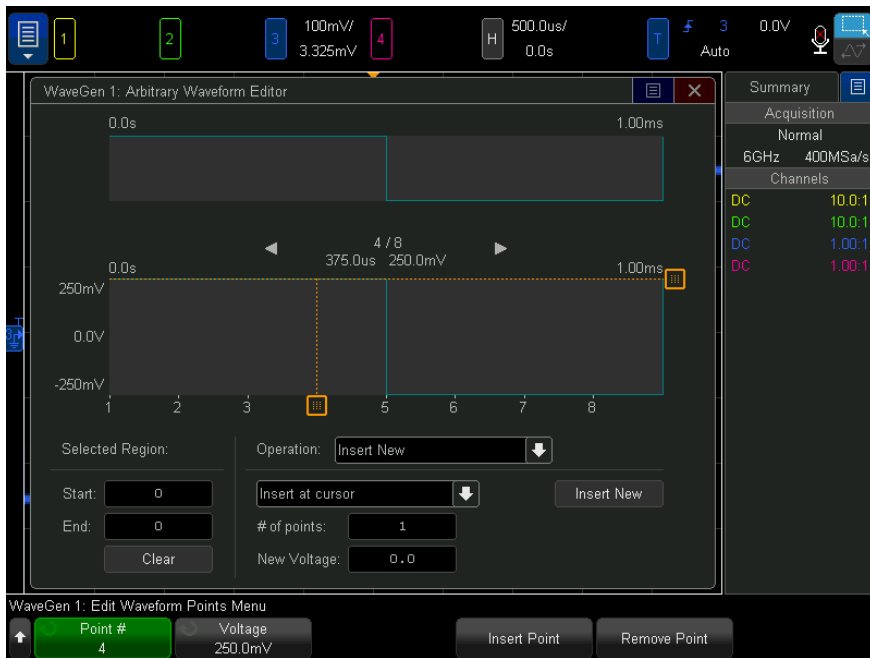 1
2
3
100mV/
3.325mV
4
H
500.0us/
0.0s
T
3
0.0V
Auto
WaveGen 1: Arbitrary Waveform Editor
Summary
Acquisition
Normal
6GHz 400MSa/s
Channels
DC 10.0:1
DC 10.0:1
DC 1.00:1
DC 1.00:1
0.0s 1.00ms
4 / 8
375.0us 250.0mV
0.0s 1.00ms
250mV
0.0V
-250mV
1 2 3 5 6 7 8
T
3
Selected Region:
Operation: Insert New
Start: 0
Insert at cursor
Insert New
End: 0
# of points: 1
Clear
New Voltage: 0.0
WaveGen 1: Edit Waveform Points Menu
Point #
4
Voltage
250.0mV
Insert Point
Remove Point